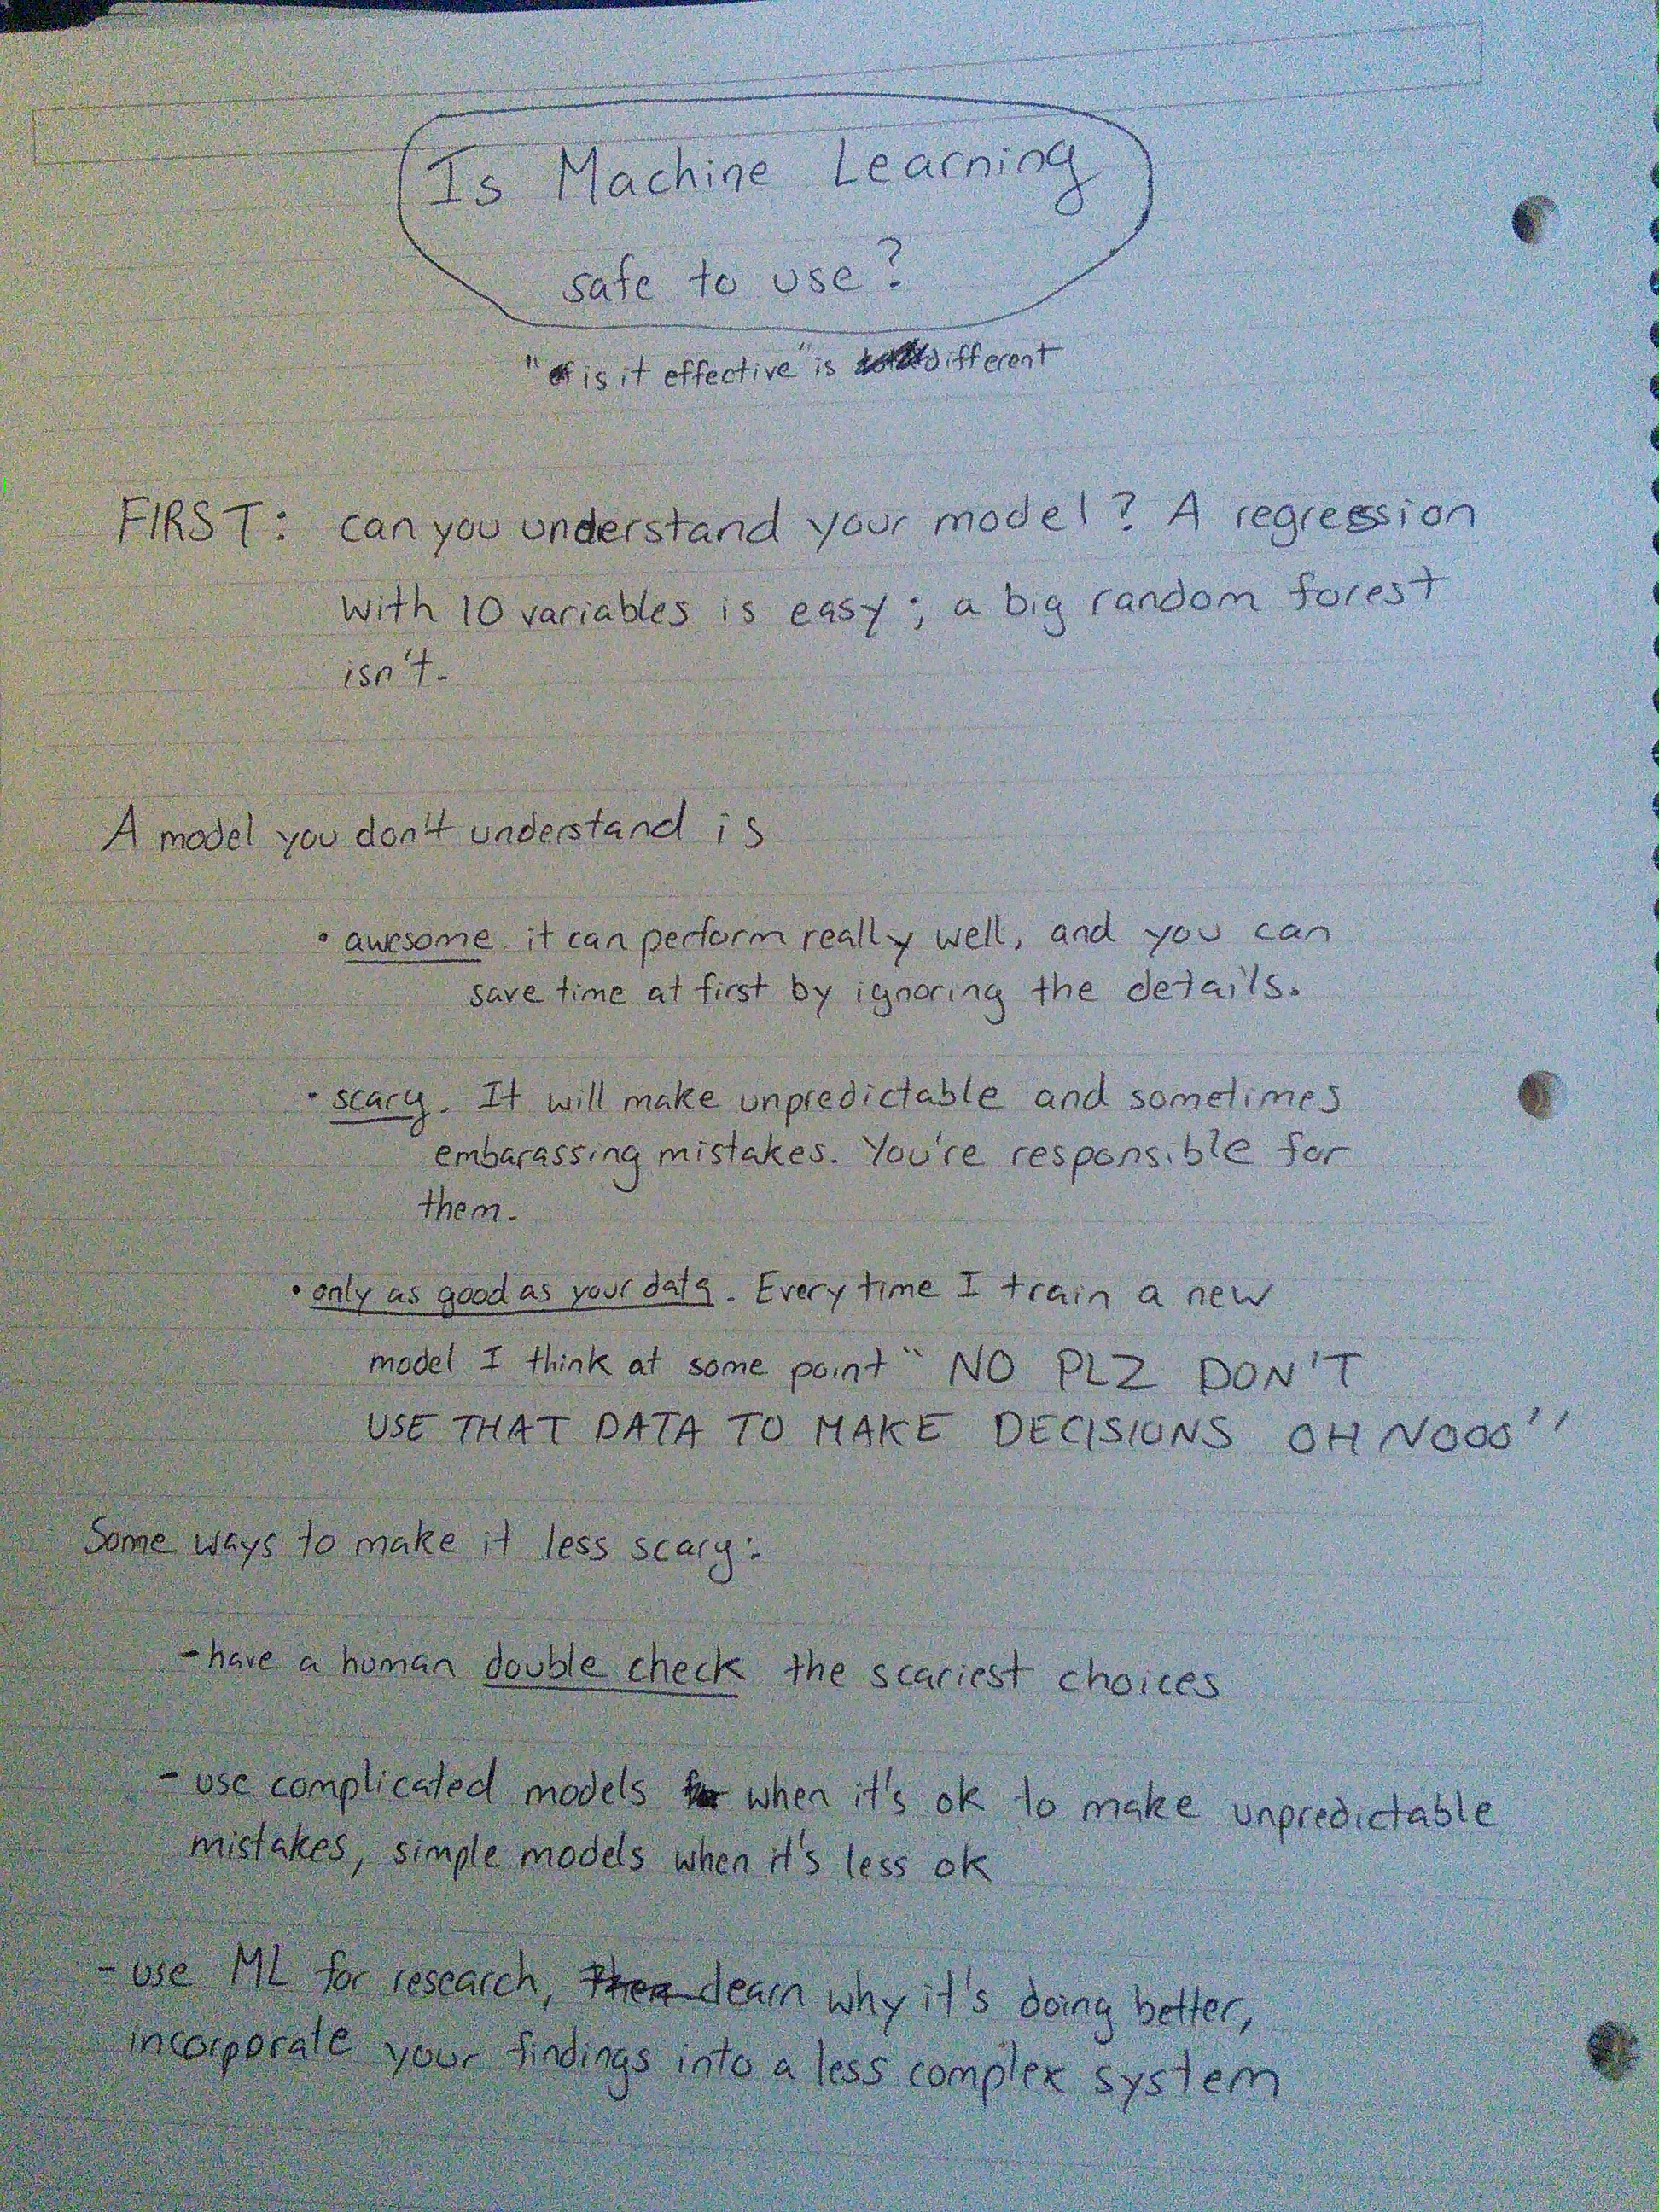 Is Machine Learning
safe to use?
"is it effective" is different
FIRST: can you understand your model? A regression
with 10 variables is easy; a big random forest
isn't.
A model you don't understand is
• awesome. it can perform really well, and you can
save time at first by ignoring the details.
• scary. It will make unpredictable and sometimes
embarassing mistakes. You're responsible for
them.
• only as good as your data. Every time I train a new
model I think at some point "NO PLZ DON'T
USE THAT DATA TO MAKE DECISIONS OH NOOO"
Some ways to make it less scary:
- have a human double check the scariest choices
- use complicated models when it's ok to make unpredictable
mistakes, simple models when it's less ok
- use ML for research, learn why it's doing better,
incorporate your findings into a less complex system